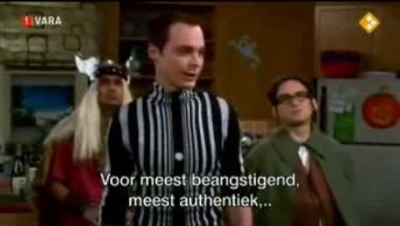 VARA
Voor meest beangstigend,
meest authentiek,..